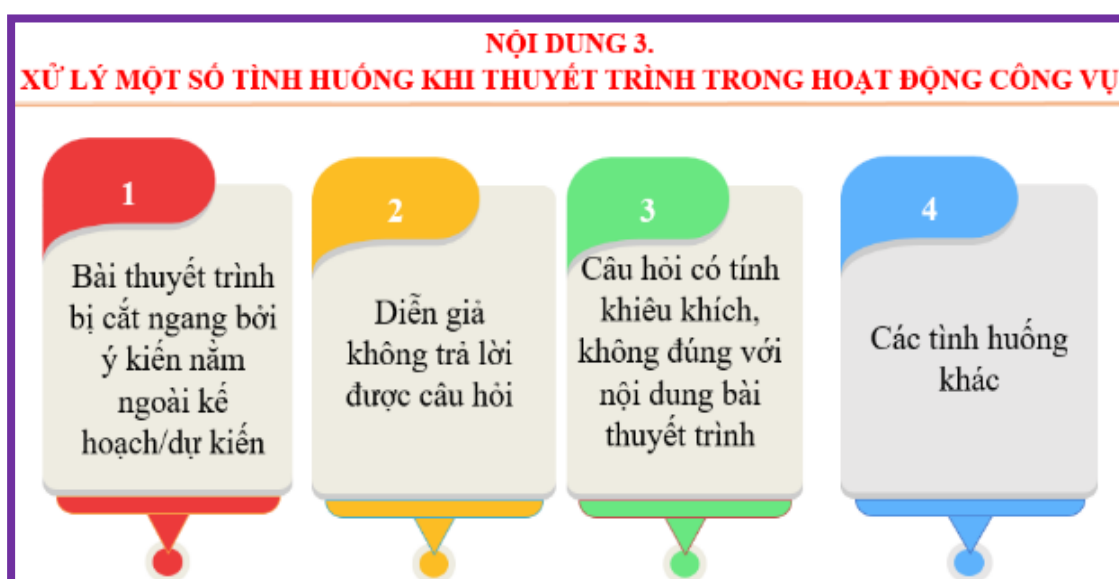 NỘI DUNG 3.
XỬ LÝ MỘT SỐ TÌNH HUỐNG KHI THUYẾT TRÌNH TRONG HOẠT ĐỘNG CÔNG VỤ
1
Bài thuyết trình
bị cắt ngang bởi
ý kiến nằm
ngoài kế
hoạch/dự kiến
2
Diễn giả
không trả lời
được câu hỏi
3
Câu hỏi có tính
khiêu khích,
không đúng với
nội dung bài
thuyết trình
4
Các tình huống
khác